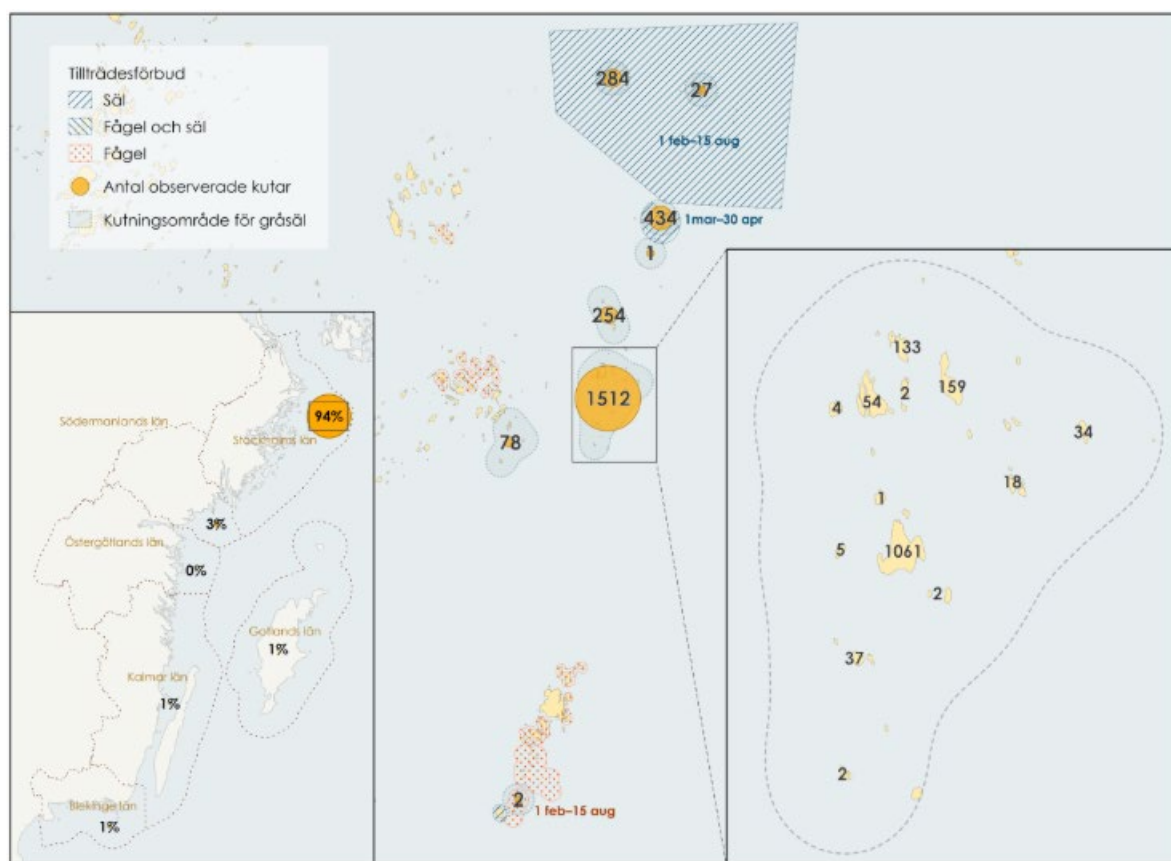 Tillträdesförbud
Säl
Fågel och säl
Fågel
Antal observerade kutar
Kutningsområde för gråsäl
284
27
1 feb–15 aug
434
1mar–30 apr
1
254
1512
78
2
1 feb–15 aug
94%
Södermanlands län
Stockholms län
3%
Östergötlands län
0%
Gotlands län
1%
Kalmar län
1%
Blekinge län
1%
133
159
2
54
4
34
18
1
1061
5
2
37
2